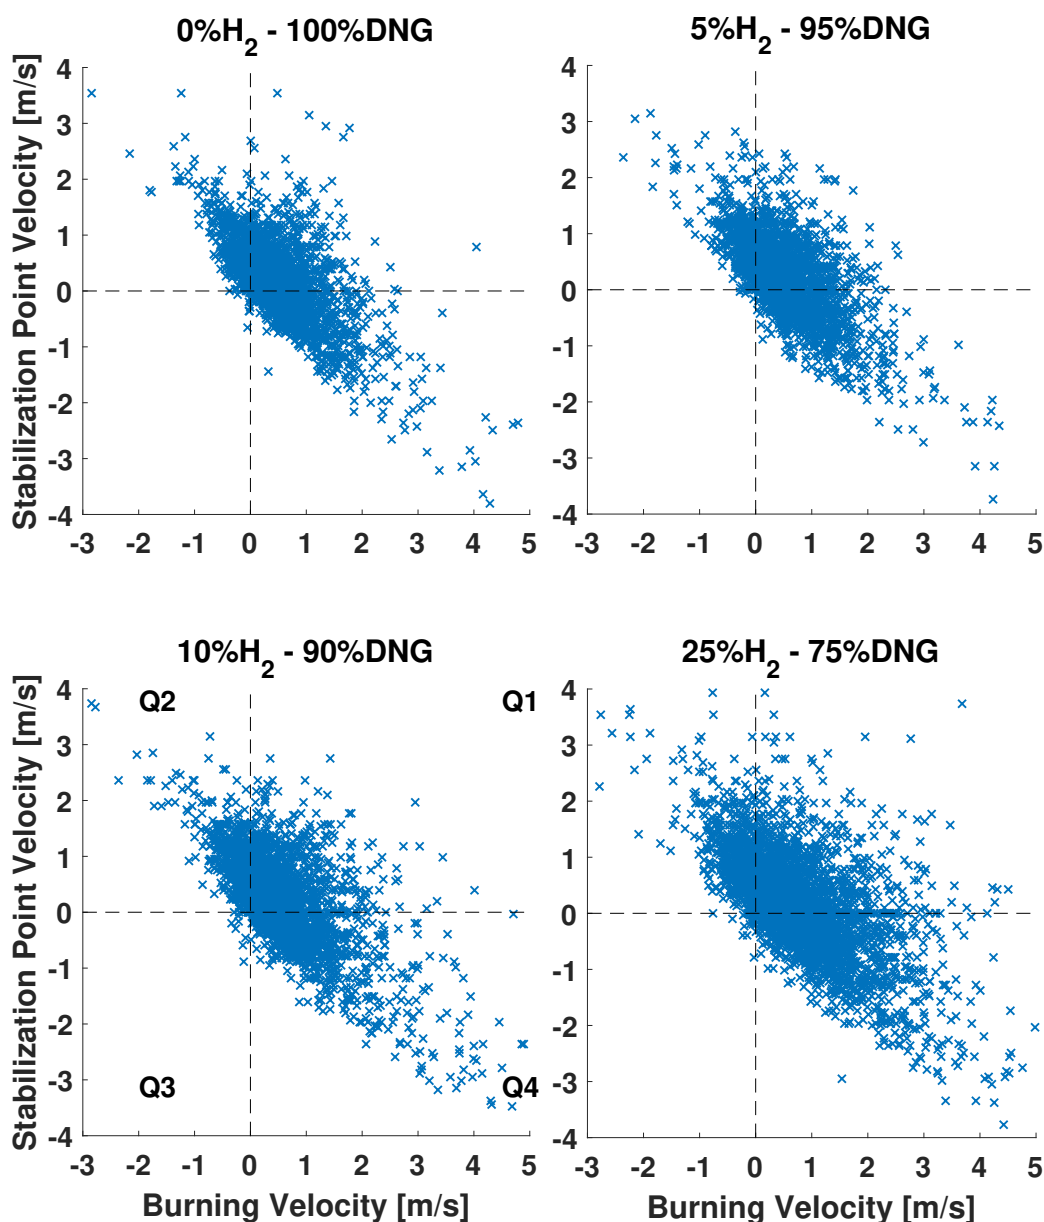 0%H2 - 100%DNG
5%H2 - 95%DNG
Stabilization Point Velocity [m/s]
4
3
2
1
0
-1
-2
-3
-4
-3 -2 -1 0 1 2 3 4 5
4
3
2
1
0
-1
-2
-3
-4
-3 -2 -1 0 1 2 3 4 5
10%H2 - 90%DNG
25%H2 - 75%DNG
Stabilization Point Velocity [m/s]
4
3
2
1
0
-1
-2
-3
-4
Q2 Q1
Q3 Q4
-3 -2 -1 0 1 2 3 4 5
Burning Velocity [m/s]
4
3
2
1
0
-1
-2
-3
-4
-3 -2 -1 0 1 2 3 4 5
Burning Velocity [m/s]